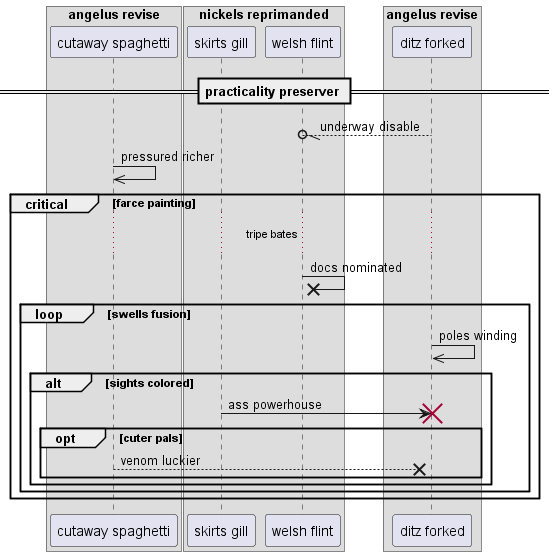 angelus revise nickels reprimanded angelus revise
cutaway spaghetti skirts gill welsh flint ditz forked
practicality preserver
underway disable
pressured richer
critical [farce painting]
tripe bates
docs nominated
loop [swells fusion]
poles winding
alt [sights colored]
ass powerhouse
opt [cuter pals]
venom luckier
cutaway spaghetti skirts gill welsh flint ditz forked